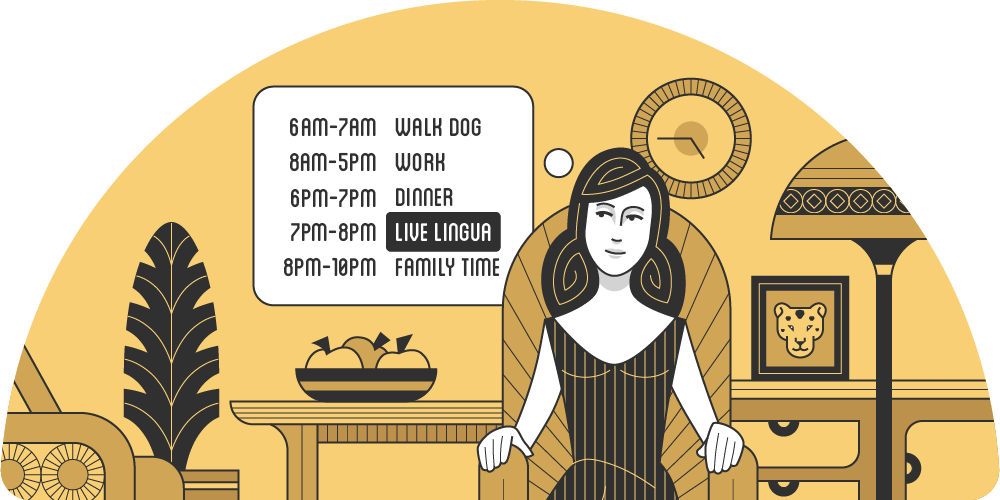 6AM-7AM WALK DOG
8AM-5PM WORK
6PM-7PM DINNER
7PM-8PM LIVE LINGUA
8PM-10PM FAMILY TIME